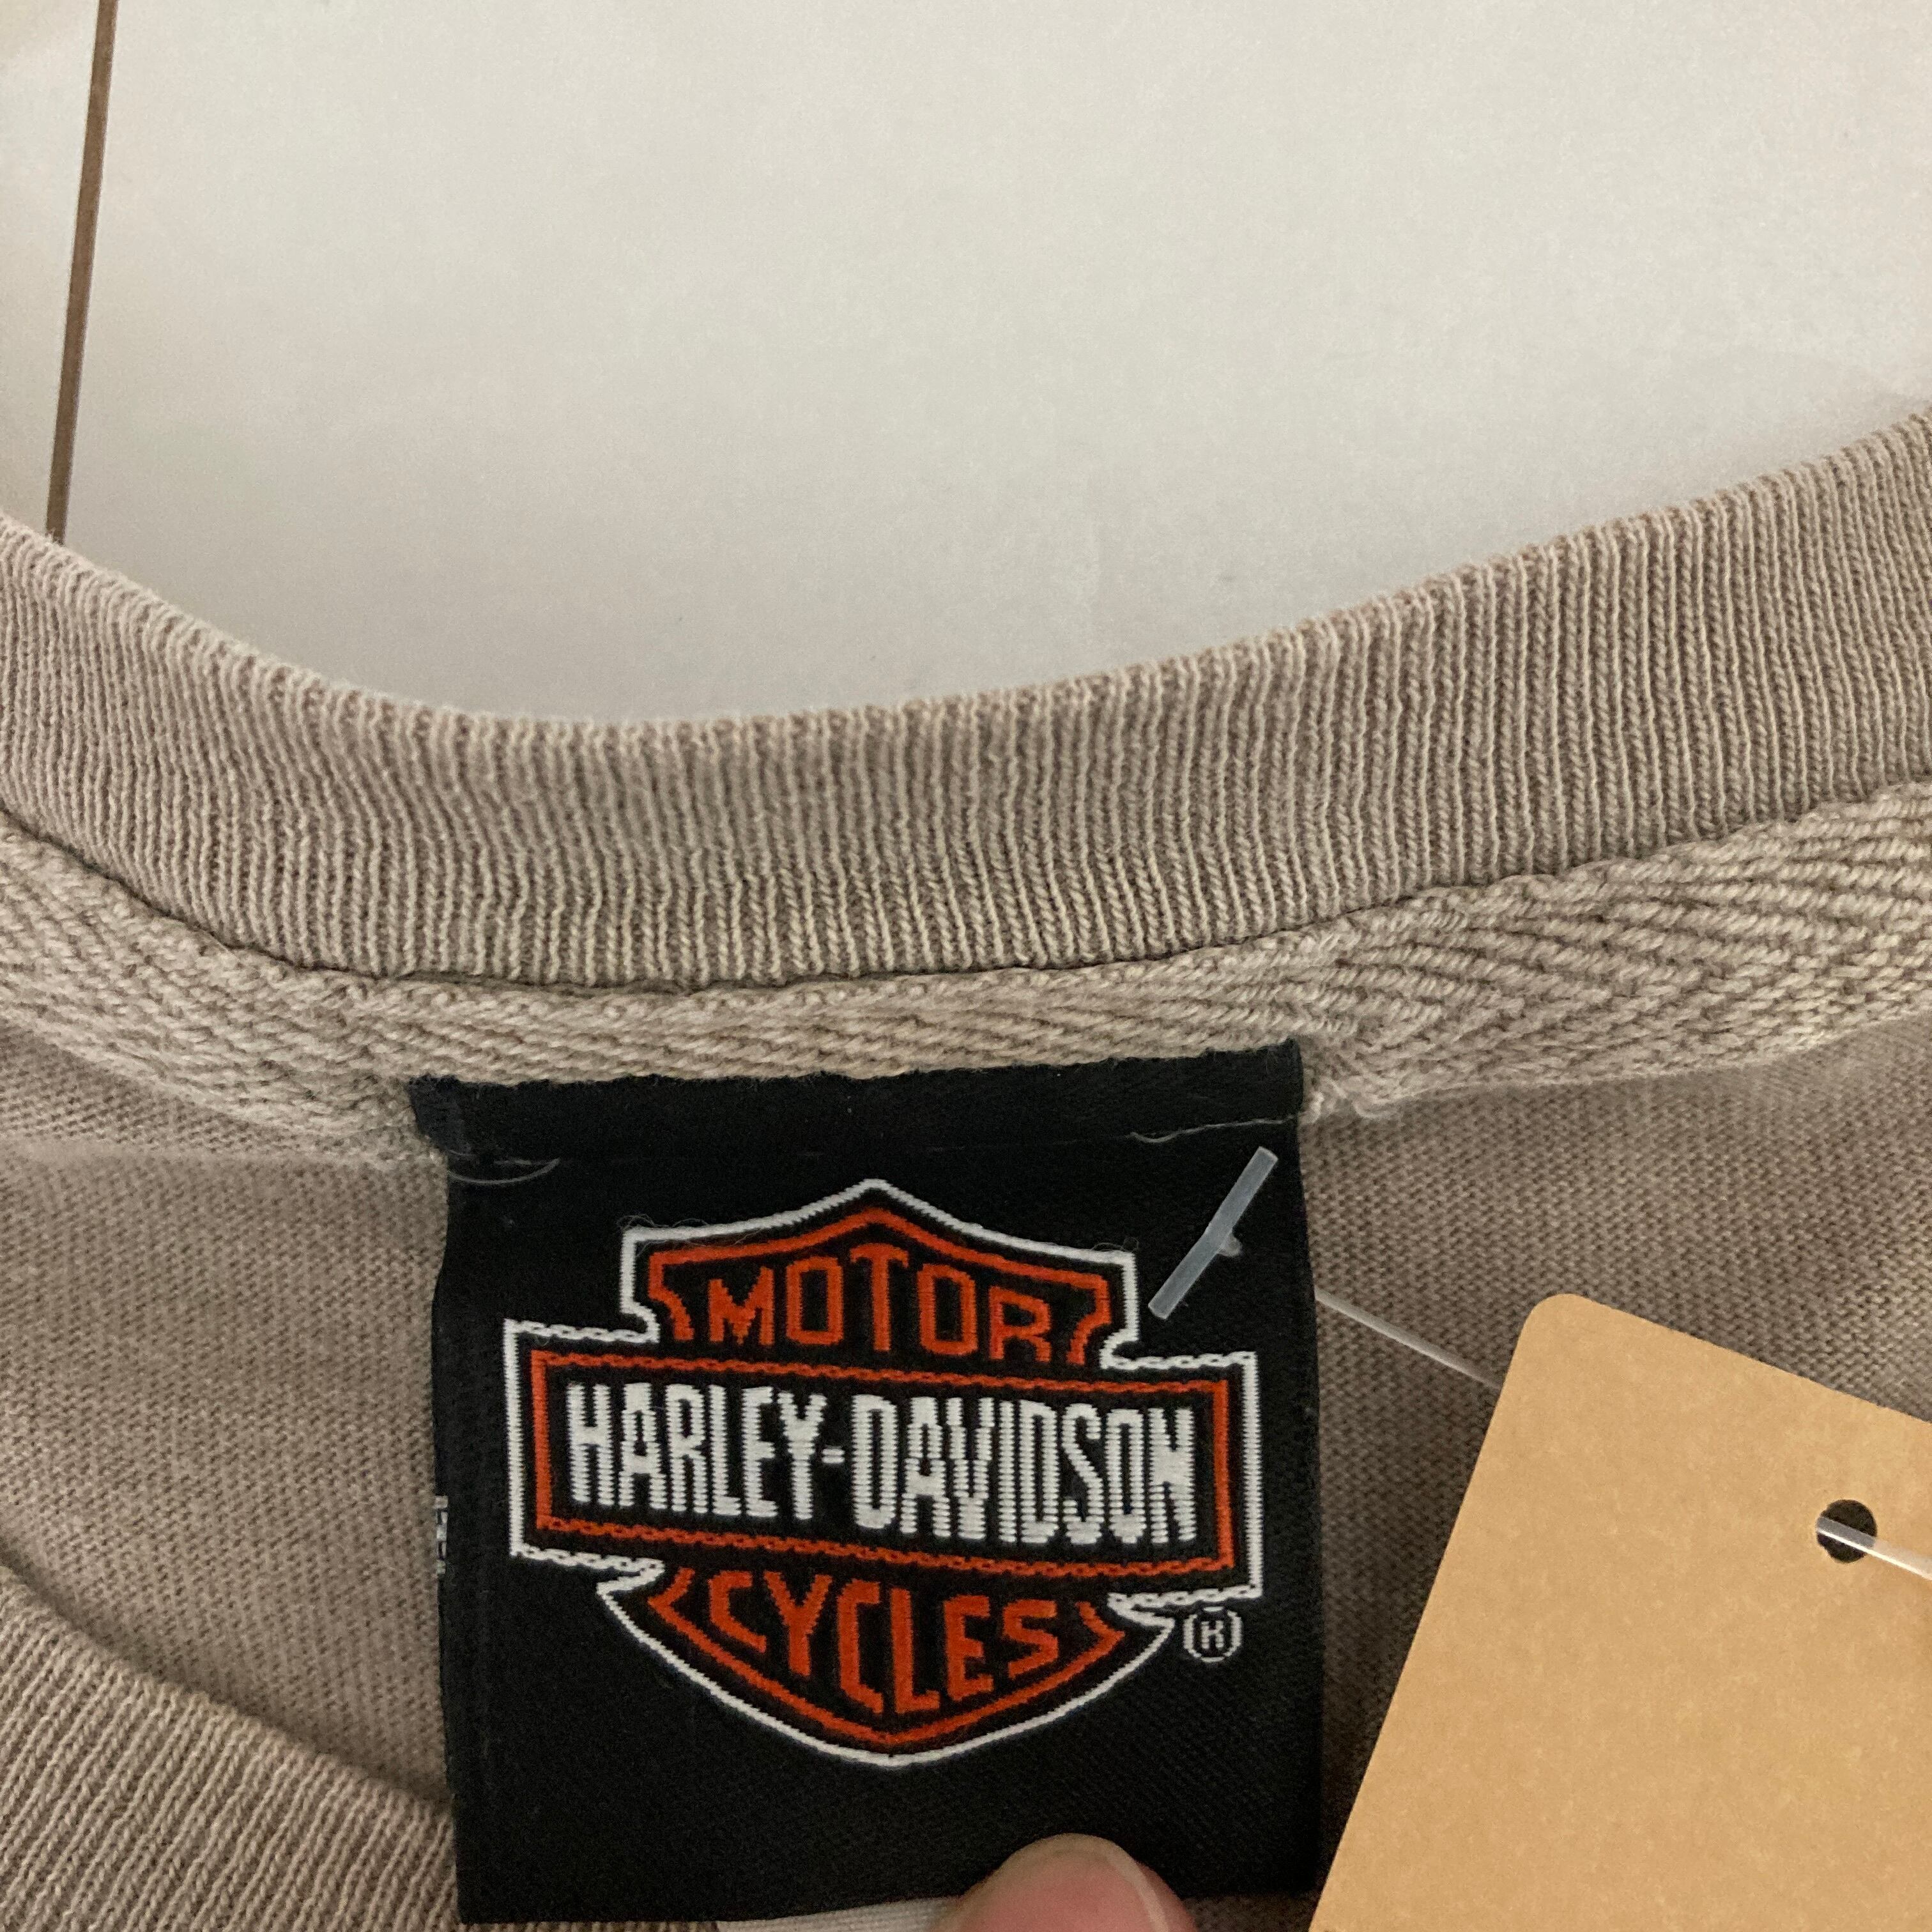 MOTOR
HARLEY-DAVIDSON
CYCLES
®